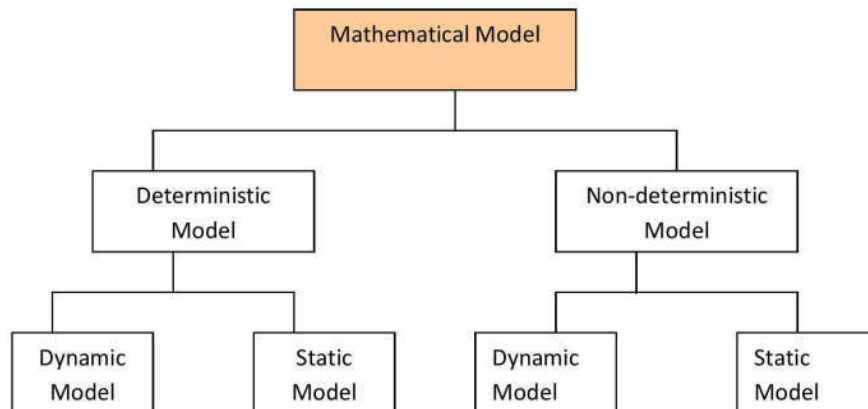 Mathematical Model
Deterministic
Model
Non-deterministic
Model
Dynamic
Model
Static
Model
Dynamic
Model
Static
Model